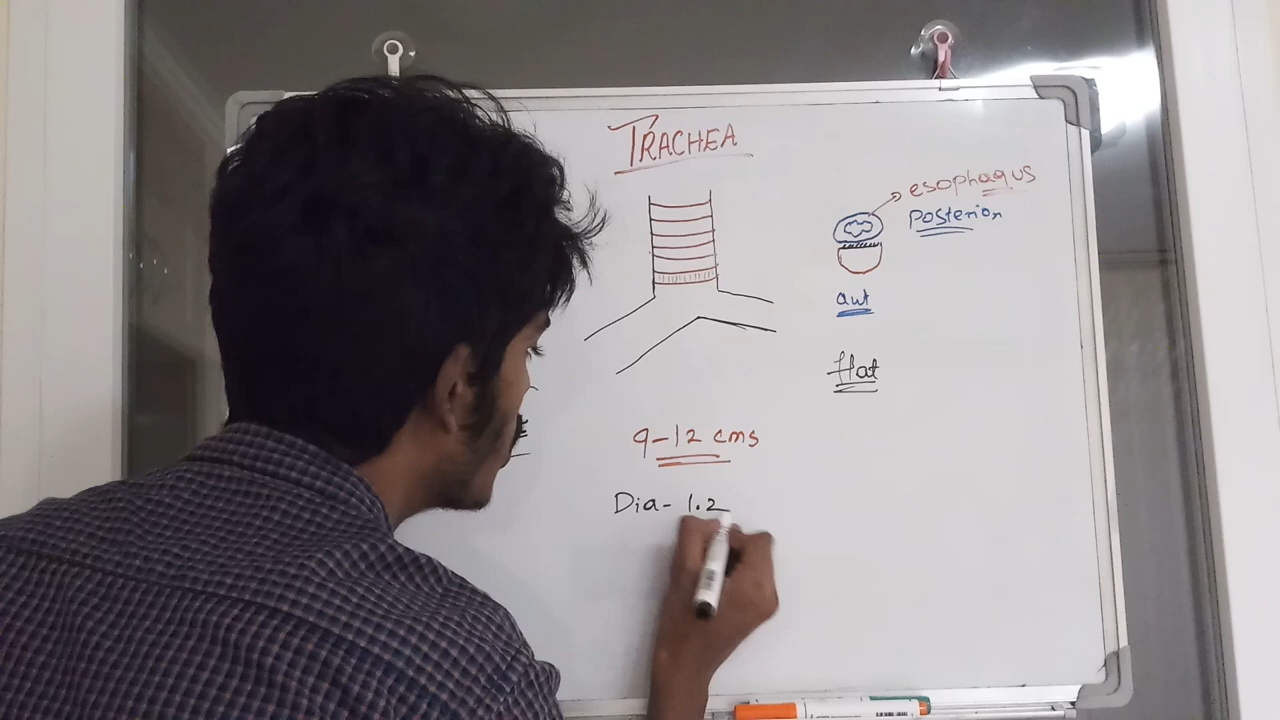 TRACHEA
esophagus
Posterior
ant
flat
9-12 cms
Dia- 1.2